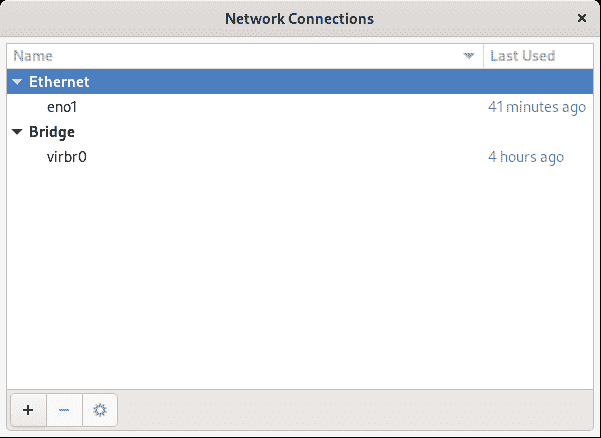 Network Connections
Name Last Used
Ethernet
eno1 41 minutes ago
Bridge
virbr0 4 hours ago